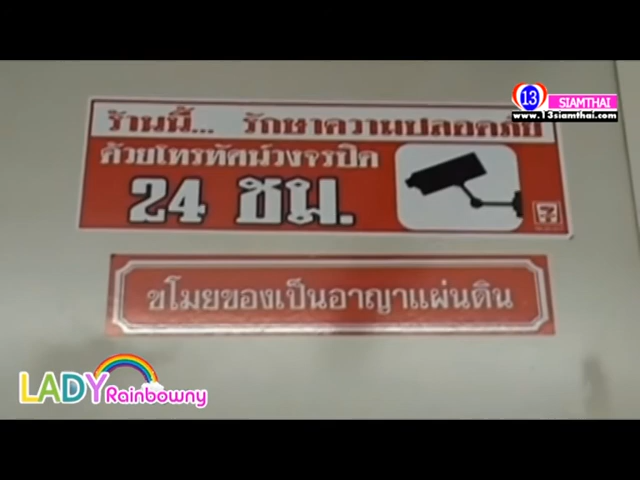 13
SIAMTHAI
www.13siamthai.com
ร้านนี้... รักษาความปลอดภัย
ด้วยโทรทัศน์วงจรปิด
24 ชม.
7
ขโมยของเป็นอาญาแผ่นดิน
LADY
Rainbowny